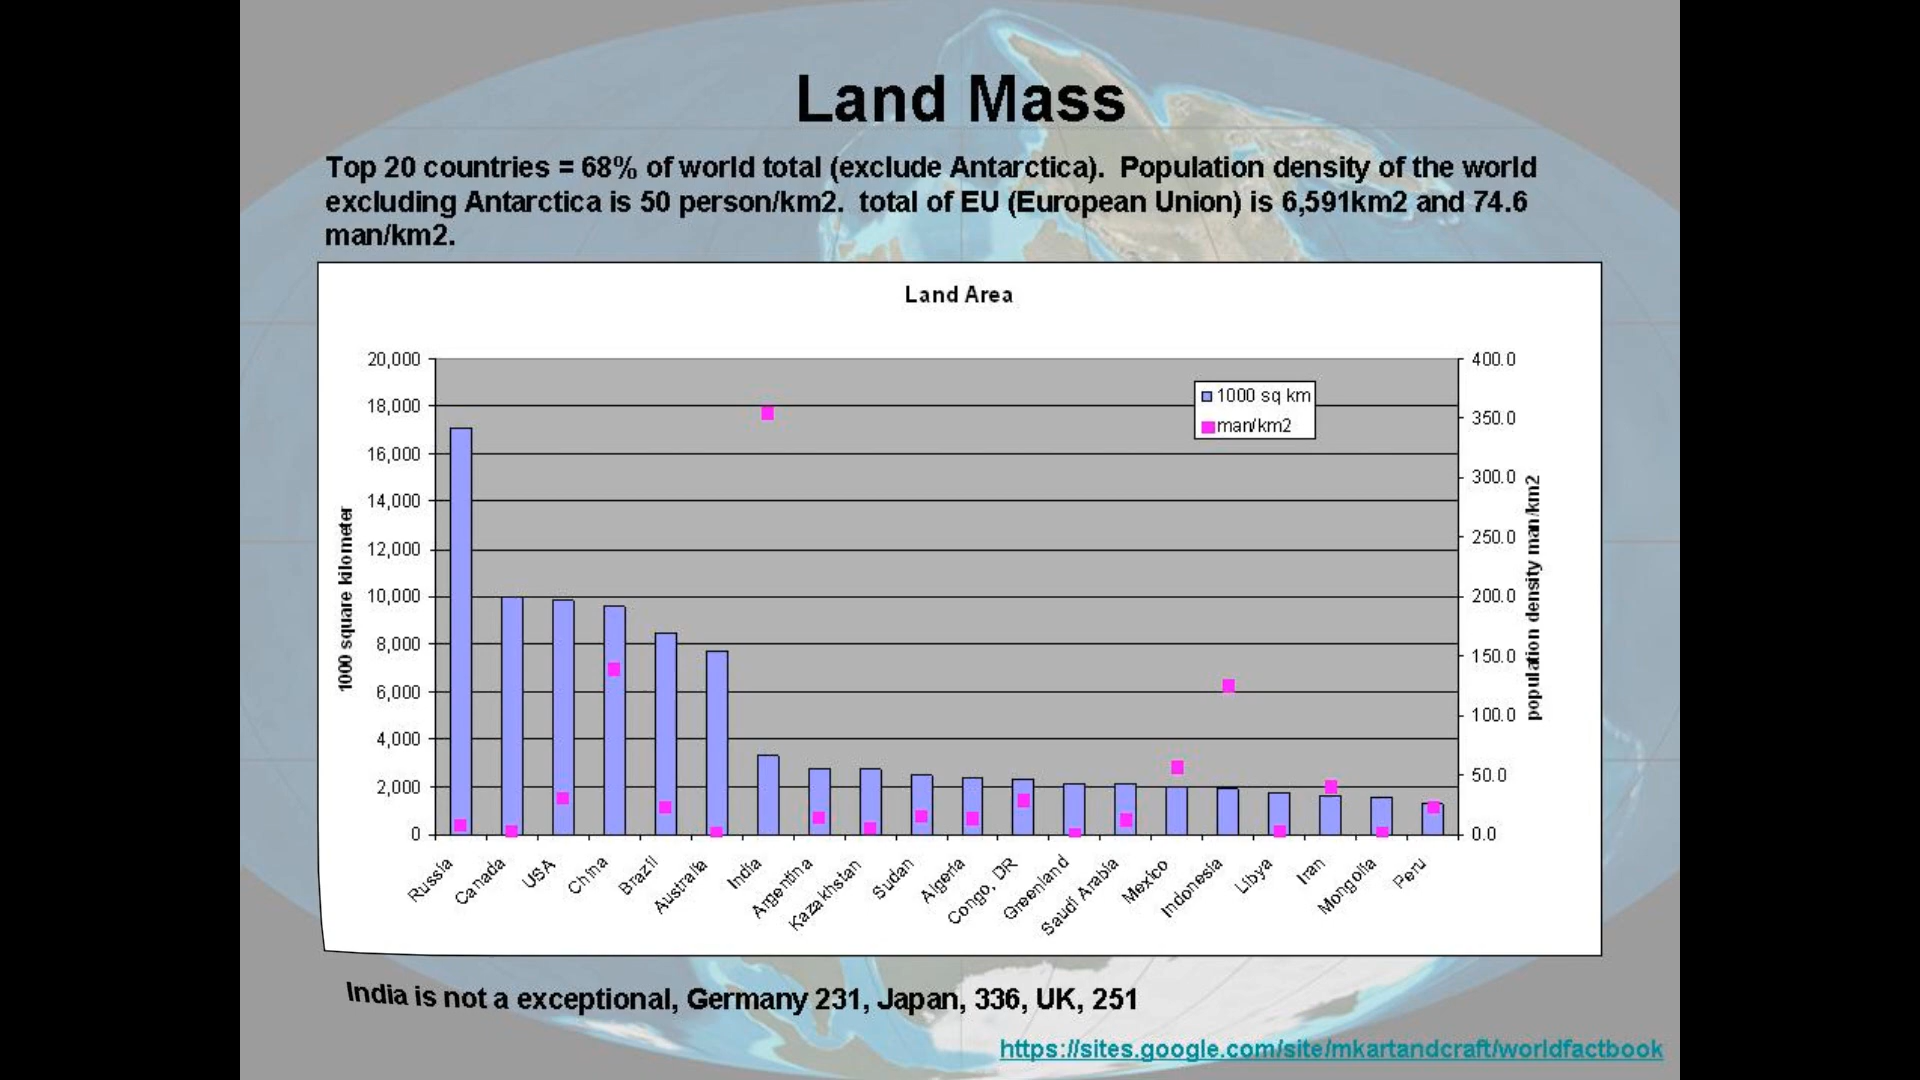 Land Mass
Top 20 countries = 68% of world total (exclude Antarctica). Population density of the world
excluding Antarctica is 50 person/km2. total of EU (European Union) is 6,591km2 and 74.6
man/km2.
Land Area
20,000
18,000
16,000
14,000
12,000
10,000
8,000
6,000
4,000
2,000
0
1000 square kilometer
400.0
350.0
300.0
250.0
200.0
150.0
100.0
50.0
0.0
population density man/km2
1000 sq km
man/km2
Russia
Canada
USA
China
Brazil
Australia
India
Argentina
Kazakhstan
Sudan
Algeria
Congo, DR
Greenland
Saudi Arabia
Mexico
Indonesia
Libya
Iran
Mongolia
Peru
India is not a exceptional, Germany 231, Japan, 336, UK, 251
https://sites.google.com/site/mkartandcraft/worldfactbook